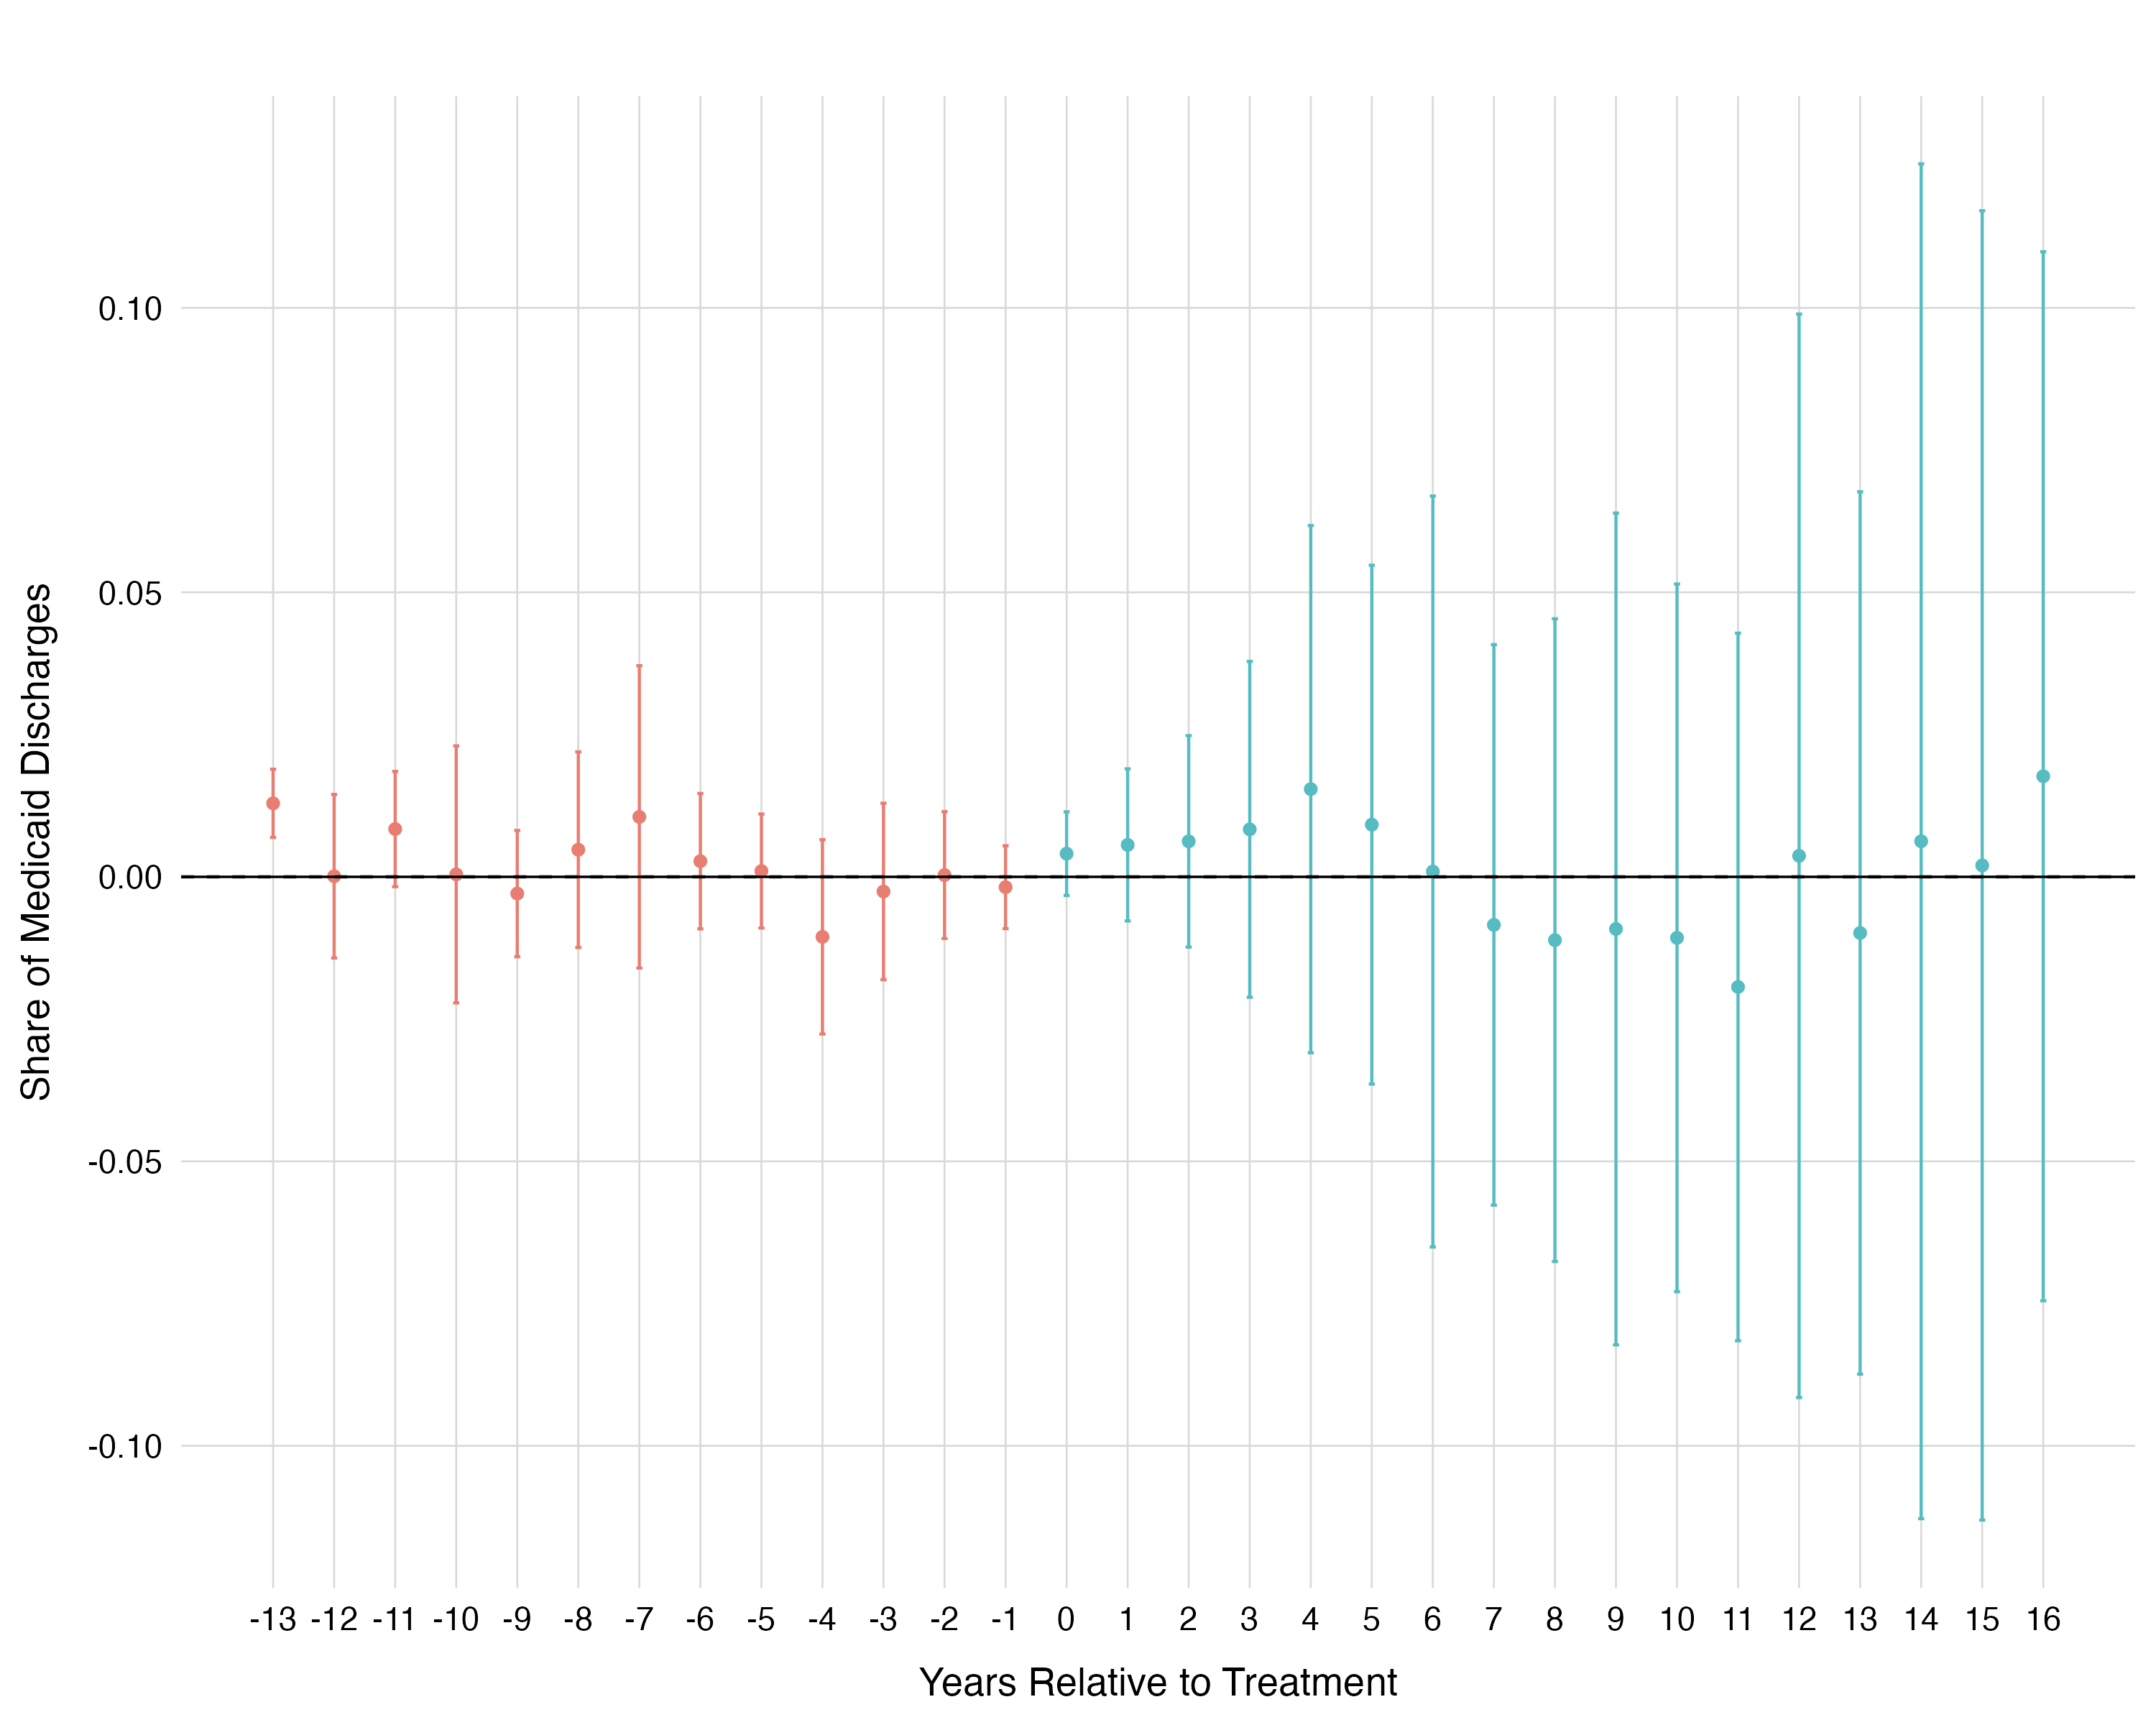 Share of Medicaid Discharges
0.10
0.05
0.00
-0.05
-0.10
-13 -12 -11 -10 -9 -8 -7 -6 -5 -4 -3 -2 -1 0 1 2 3 4 5 6 7 8 9 10 11 12 13 14 15 16
Years Relative to Treatment